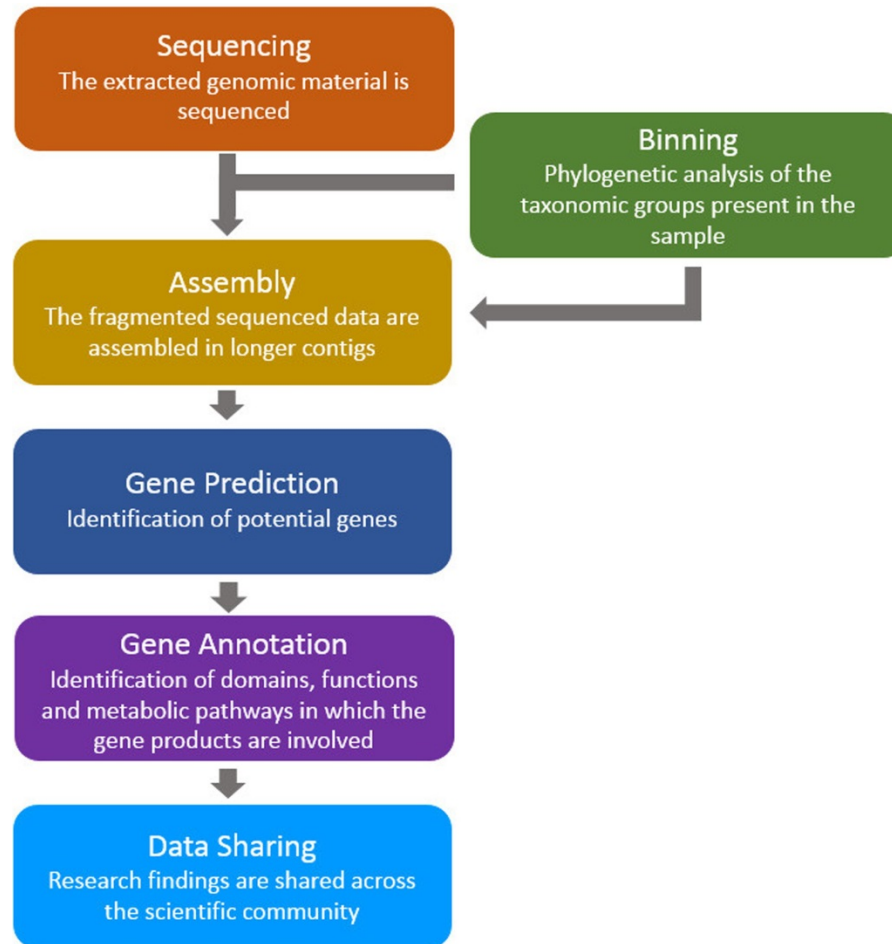 Sequencing
The extracted genomic material is
sequenced
Binning
Phylogenetic analysis of the
taxonomic groups present in the
sample
Assembly
The fragmented sequenced data are
assembled in longer contigs
Gene Prediction
Identification of potential genes
Gene Annotation
Identification of domains, functions
and metabolic pathways in which the
gene products are involved
Data Sharing
Research findings are shared across
the scientific community